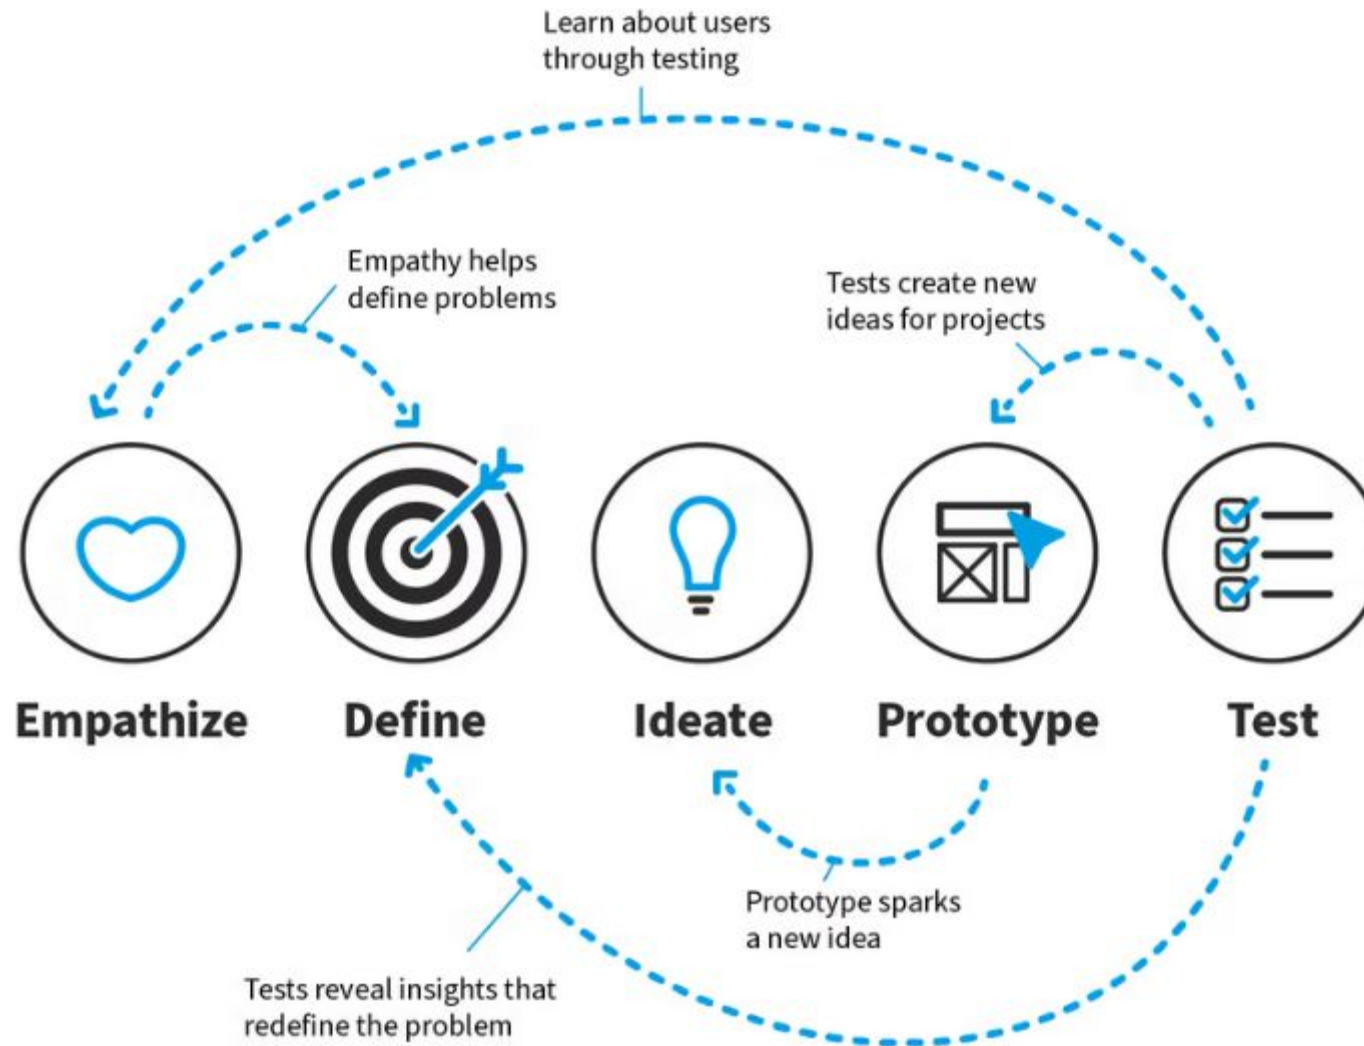 Learn about users
through testing
Empathy helps
define problems
Tests create new
ideas for projects
Empathize
Define
Ideate
Prototype
Test
Prototype sparks
a new idea
Tests reveal insights that
redefine the problem